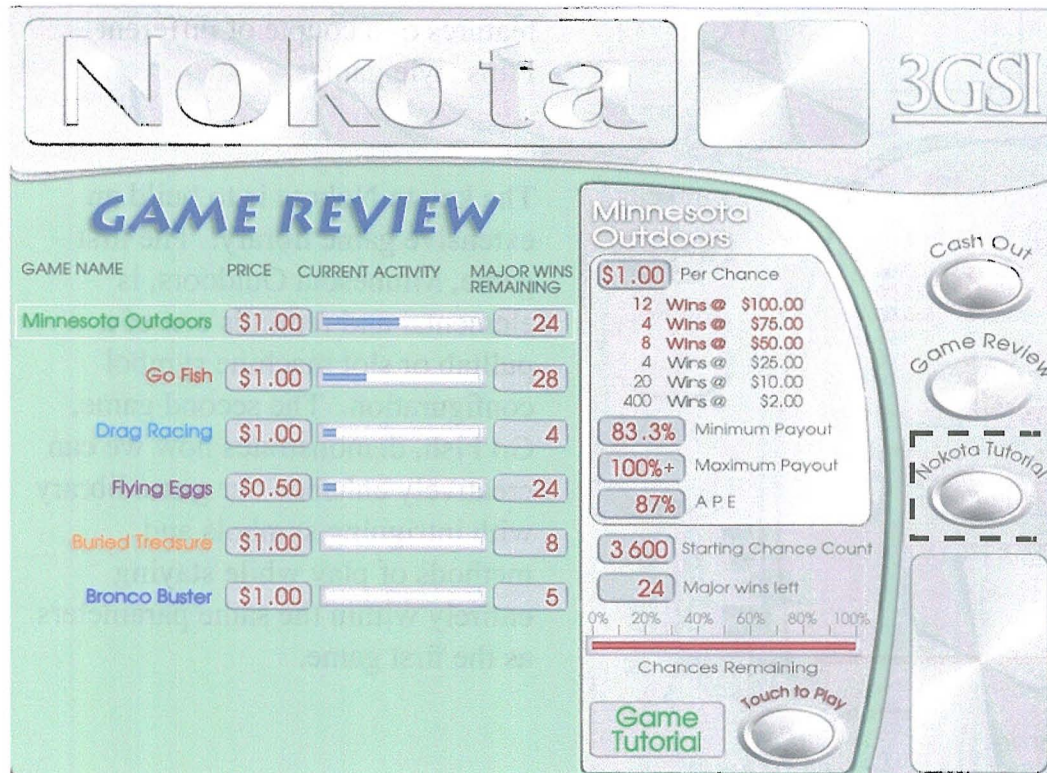 Nokota
3GSI
GAME REVIEW
GAME NAME PRICE CURRENT ACTIVITY MAJOR WINS REMAINING
Minnesota Outdoors $1.00 24
Go Fish $1.00 28
Drag Racing $1.00 4
Flying Eggs $0.50 24
Buried Treasure $1.00 8
Bronco Buster $1.00 5
Minnesota
Outdoors
$1.00 Per Chance
12 Wins @ $100.00
4 Wins @ $75.00
8 Wins @ $50.00
4 Wins @ $25.00
20 Wins @ $10.00
400 Wins @ $2.00
83.3% Minimum Payout
100%+ Maximum Payout
87% A P E
3600 Starting Chance Count
24 Major wins left
0% 20% 40% 60% 80% 100%
Chances Remaining
Game
Tutorial
Touch to Play
Cash Out
Game Review
Nokota Tutorial
as the first game.